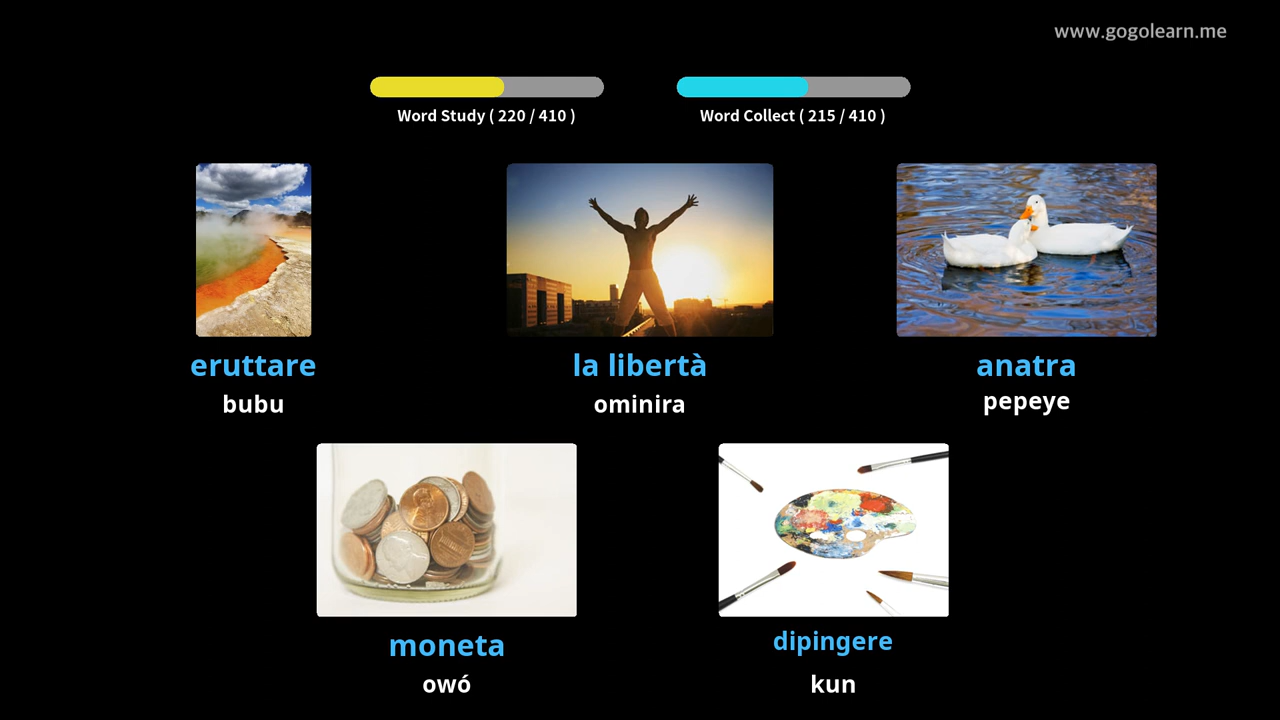 www.gogolearn.me
Word Study ( 220 / 410 )
Word Collect ( 215 / 410 )
eruttare
bubu
la libertà
ominira
anatra
pepeye
moneta
owó
dipingere
kun